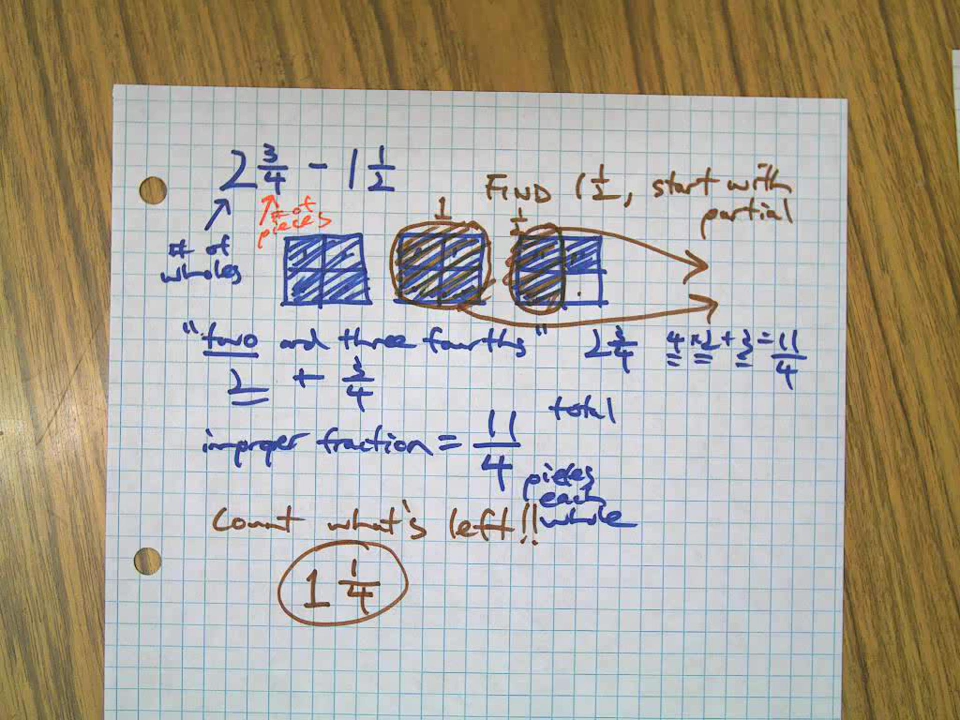 2 3/4 - 1 1/2
FIND 1 1/2, start with
partial
# of
pieces
# of
wholes
1
1/2
"two and three fourths"
2 3/4 4 × 2 + 3 = 11/4
2 + 3/4
improper fraction = 11/4
total
pieces
each
whole
Count what's left!!
1 1/4